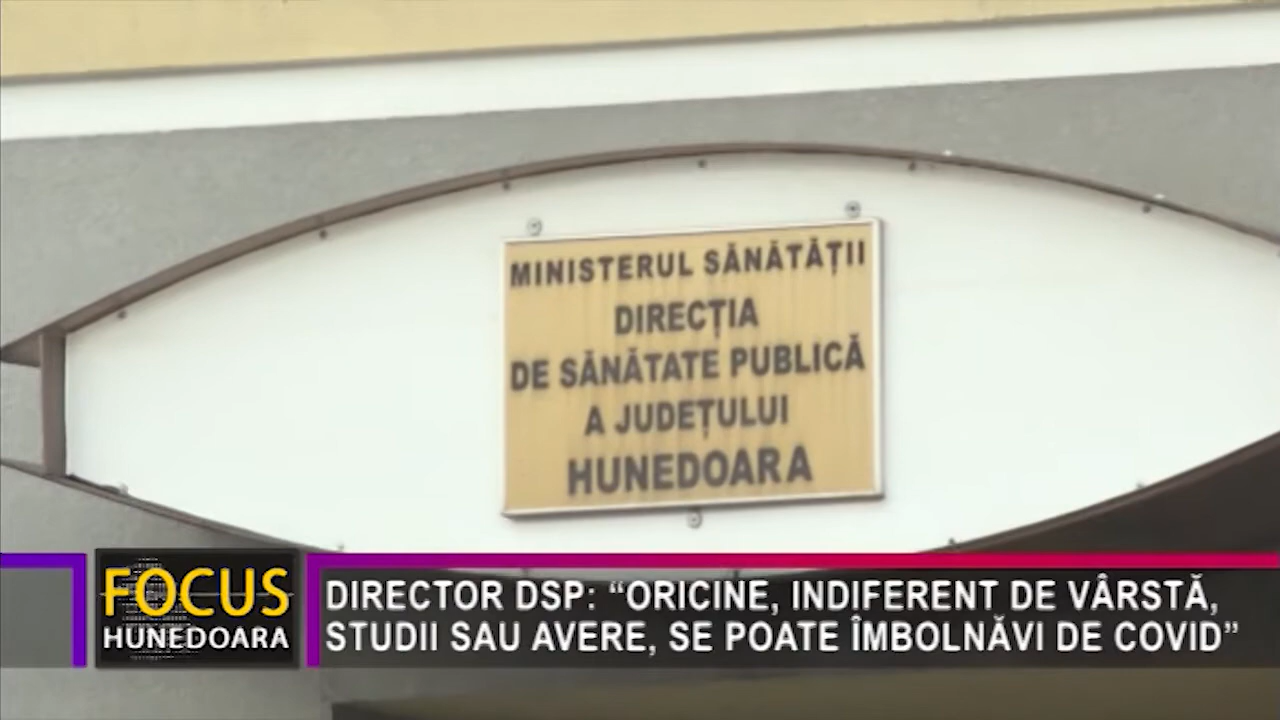 MINISTERUL SĂNĂTĂȚII
DIRECȚIA
DE SĂNĂTATE PUBLICĂ
A JUDEȚULUI
HUNEDOARA
FOCUS
HUNEDOARA
DIRECTOR DSP: “ORICINE, INDIFERENT DE VÂRSTĂ,
STUDII SAU AVERE, SE POATE ÎMBOLNĂVI DE COVID”